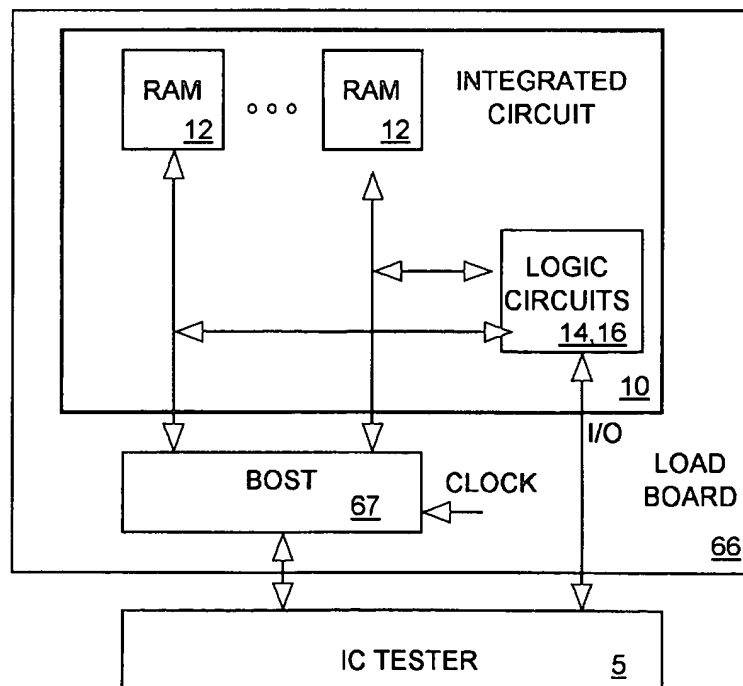 RAM
12
RAM
12
INTEGRATED
CIRCUIT
LOGIC
CIRCUITS
14,16
10
I/O
BOST
67
CLOCK
LOAD
BOARD
66
IC TESTER
5